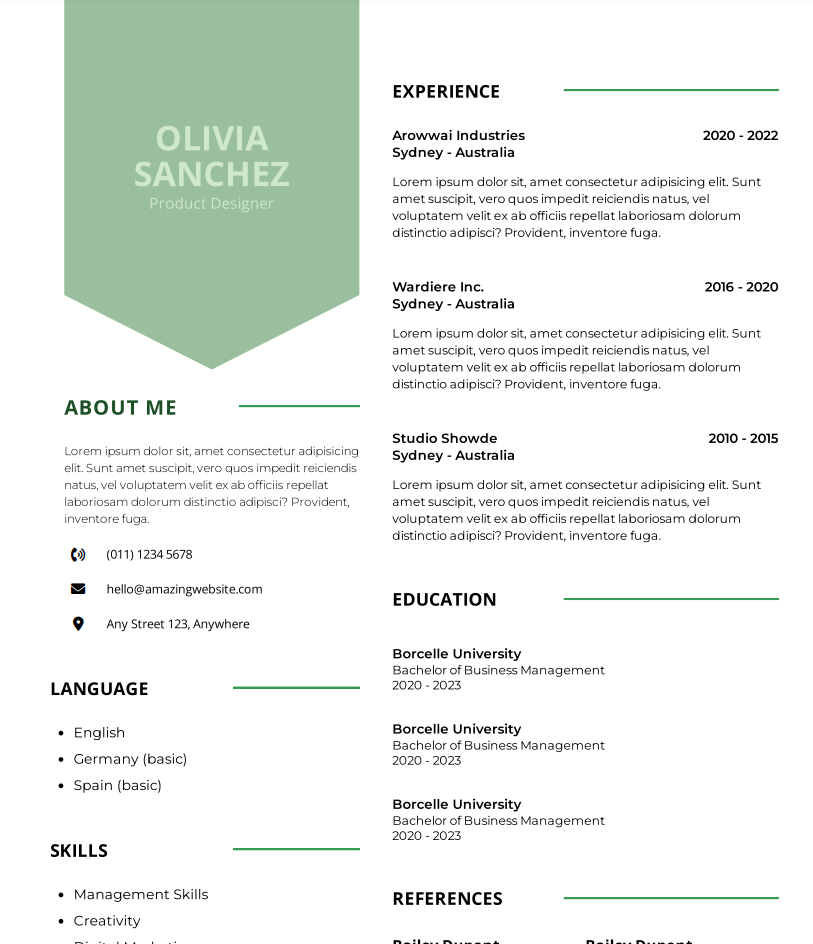 OLIVIA
SANCHEZ
Product Designer
ABOUT ME
Lorem ipsum dolor sit, amet consectetur adipisicing
elit. Sunt amet suscipit, vero quos impedit reiciendis
natus, vel voluptatem velit ex ab officiis repellat
laboriosam dolorum distinctio adipisci? Provident,
inventore fuga.
(011) 1234 5678
hello@amazingwebsite.com
Any Street 123, Anywhere
LANGUAGE
English
Germany (basic)
Spain (basic)
SKILLS
Management Skills
Creativity
EXPERIENCE
Arowwai Industries 2020 - 2022
Sydney - Australia
Lorem ipsum dolor sit, amet consectetur adipisicing elit. Sunt
amet suscipit, vero quos impedit reiciendis natus, vel
voluptatem velit ex ab officiis repellat laboriosam dolorum
distinctio adipisci? Provident, inventore fuga.
Wardiere Inc. 2016 - 2020
Sydney - Australia
Lorem ipsum dolor sit, amet consectetur adipisicing elit. Sunt
amet suscipit, vero quos impedit reiciendis natus, vel
voluptatem velit ex ab officiis repellat laboriosam dolorum
distinctio adipisci? Provident, inventore fuga.
Studio Showde 2010 - 2015
Sydney - Australia
Lorem ipsum dolor sit, amet consectetur adipisicing elit. Sunt
amet suscipit, vero quos impedit reiciendis natus, vel
voluptatem velit ex ab officiis repellat laboriosam dolorum
distinctio adipisci? Provident, inventore fuga.
EDUCATION
Borcelle University
Bachelor of Business Management
2020 - 2023
Borcelle University
Bachelor of Business Management
2020 - 2023
Borcelle University
Bachelor of Business Management
2020 - 2023
REFERENCES